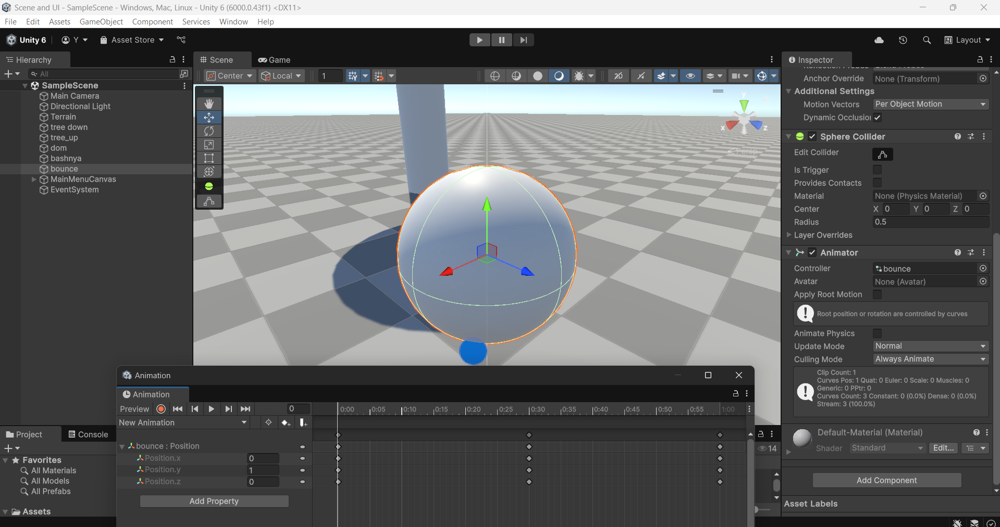 Scene and UI - SampleScene - Windows, Mac, Linux - Unity 6 (6000.0.43f1) <DX11>
File Edit Assets GameObject Component Services Window Help
Unity 6 Y Asset Store Layout
Hierarchy
All
SampleScene
Main Camera
Directional Light
Terrain
tree down
tree_up
dom
bashnya
bounce
MainMenuCanvas
EventSystem
Scene Game
Center Local 1 2D
y
x z
Persp
Inspector
Anchor Override None (Transform)
Additional Settings
Motion Vectors Per Object Motion
Dynamic Occlusion
Sphere Collider
Edit Collider
Is Trigger
Provides Contacts
Material None (Physics Material)
Center X 0 Y 0 Z 0
Radius 0.5
Layer Overrides
Animator
Controller bounce
Avatar None (Avatar)
Apply Root Motion
Root position or rotation are controlled by curves
Animate Physics
Update Mode Normal
Culling Mode Always Animate
Clip Count: 1
Curves Pos: 1 Quat: 0 Euler: 0 Scale: 0 Muscles: 0
Generic: 0 PPtr: 0
Curves Count: 3 Constant: 0 (0.0%) Dense: 0 (0.0%)
Stream: 3 (100.0%)
Default-Material (Material)
Shader Standard Edit...
Add Component
Asset Labels
Animation
Animation
Preview 0 0:00 0:05 0:10 0:15 0:20 0:25 0:30 0:35 0:40 0:45 0:50 0:55 1:00
New Animation
bounce : Position
Position.x 0
Position.y 1
Position.z 0
Add Property
Project Console
14
Favorites
All Materials
All Models
All Prefabs
Assets